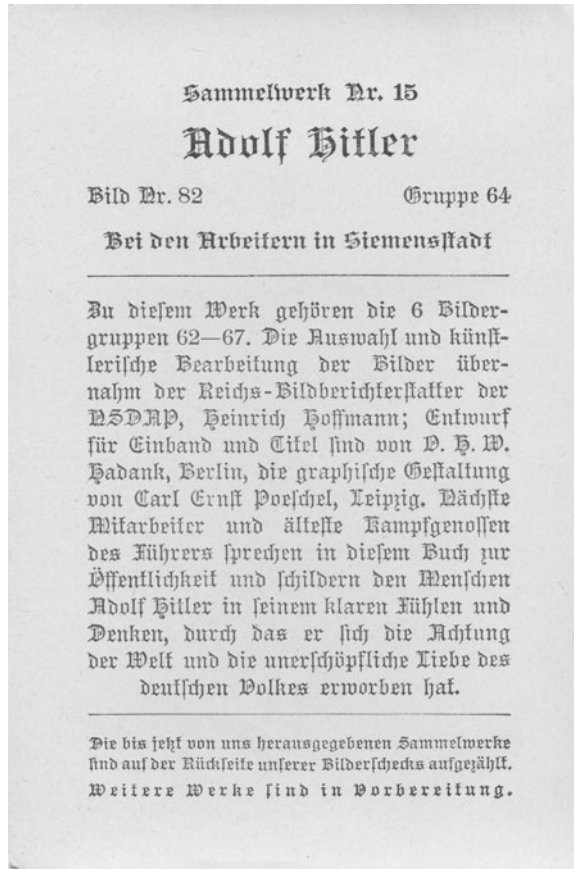 Sammelwerk Nr. 15
Adolf Hitler
Bild Nr. 82 Gruppe 64
Bei den Arbeitern in Siemensstadt
Zu diesem Werk gehören die 6 Bilder-
gruppen 62—67. Die Auswahl und künst-
lerische Bearbeitung der Bilder über-
nahm der Reichs-Bildberichterstatter der
NSDAP, Heinrich Hoffmann; Entwurf
für Einband und Titel sind von O. H. W.
Hadank, Berlin, die graphische Gestaltung
von Carl Ernst Poeschel, Leipzig. Nächste
Mitarbeiter und älteste Kampfgenossen
des Führers sprechen in diesem Buch zur
Öffentlichkeit und schildern den Menschen
Adolf Hitler in seinem klaren Fühlen und
Denken, durch das er sich die Achtung
der Welt und die unerschöpfliche Liebe des
deutschen Volkes erworben hat.
Die bis jetzt von uns herausgegebenen Sammelwerke
sind auf der Rückseite unserer Bilderschecks aufgezählt.
Weitere Werke sind in Vorbereitung.